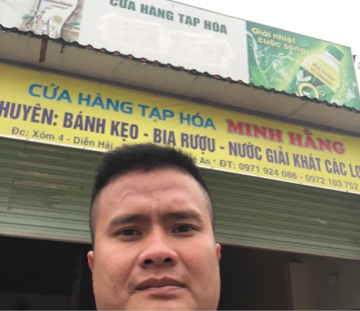 CỬA HÀNG TẠP HÓA
Giải nhiệt
cuộc sống
CỬA HÀNG TẠP HÓA MINH HẰNG
HUYÊN: BÁNH KẸO - BIA RƯỢU - NƯỚC GIẢI KHÁT CÁC LO
Đc: Xóm 4 - Diễn Hải An * ĐT: 0971 924 086 - 0972 103 752